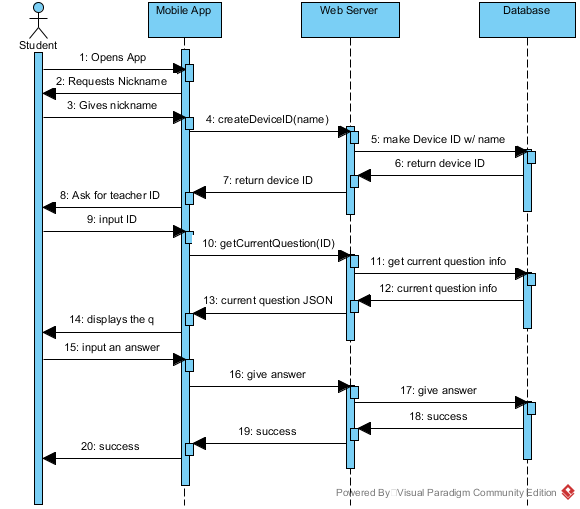 Mobile App
Web Server
Database
Student
1: Opens App
2: Requests Nickname
3: Gives nickname
4: createDeviceID(name)
5: make Device ID w/ name
6: return device ID
7: return device ID
8: Ask for teacher ID
9: input ID
10: getCurrentQuestion(ID)
11: get current question info
12: current question info
13: current question JSON
14: displays the q
15: input an answer
16: give answer
17: give answer
18: success
19: success
20: success
Powered By Visual Paradigm Community Edition